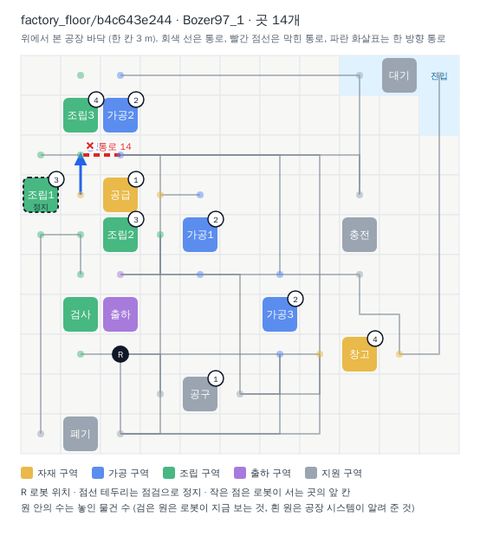 factory_floor/b4c643e244 · Bozer97_1 · 곳 14개
위에서 본 공장 바닥 (한 칸 3 m). 회색 선은 통로, 빨간 점선은 막힌 통로, 파란 화살표는 한 방향 통로
대기
4
조립3
2
가공2
✕ 통로 14
3
조립1
정지
1
공급
3
조립2
2
가공1
충전
검사
출하
2
가공3
R
4
창고
1
공구
폐기
자재 구역
가공 구역
조립 구역
출하 구역
지원 구역
R 로봇 위치 · 점선 테두리는 점검으로 정지 · 작은 점은 로봇이 서는 곳의 앞 칸
원 안의 수는 놓인 물건 수 (검은 원은 로봇이 지금 보는 것, 흰 원은 공장 시스템이 알려 준 것)